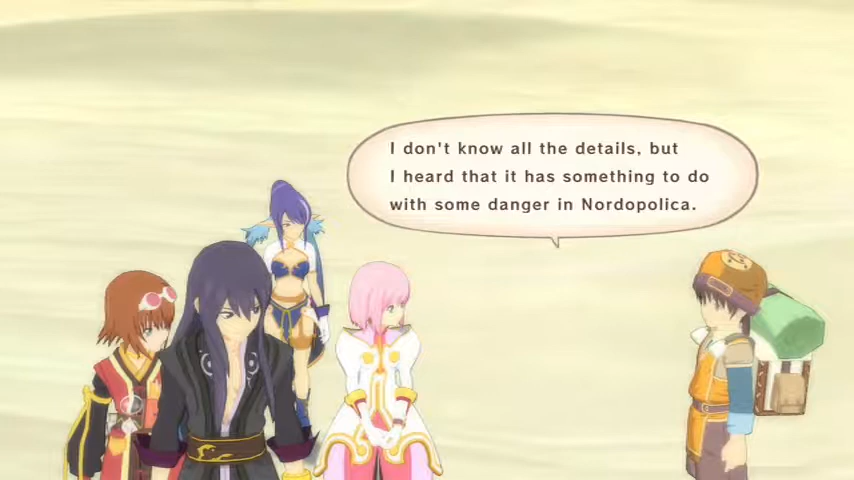 I don't know all the details, but
I heard that it has something to do
with some danger in Nordopolica.